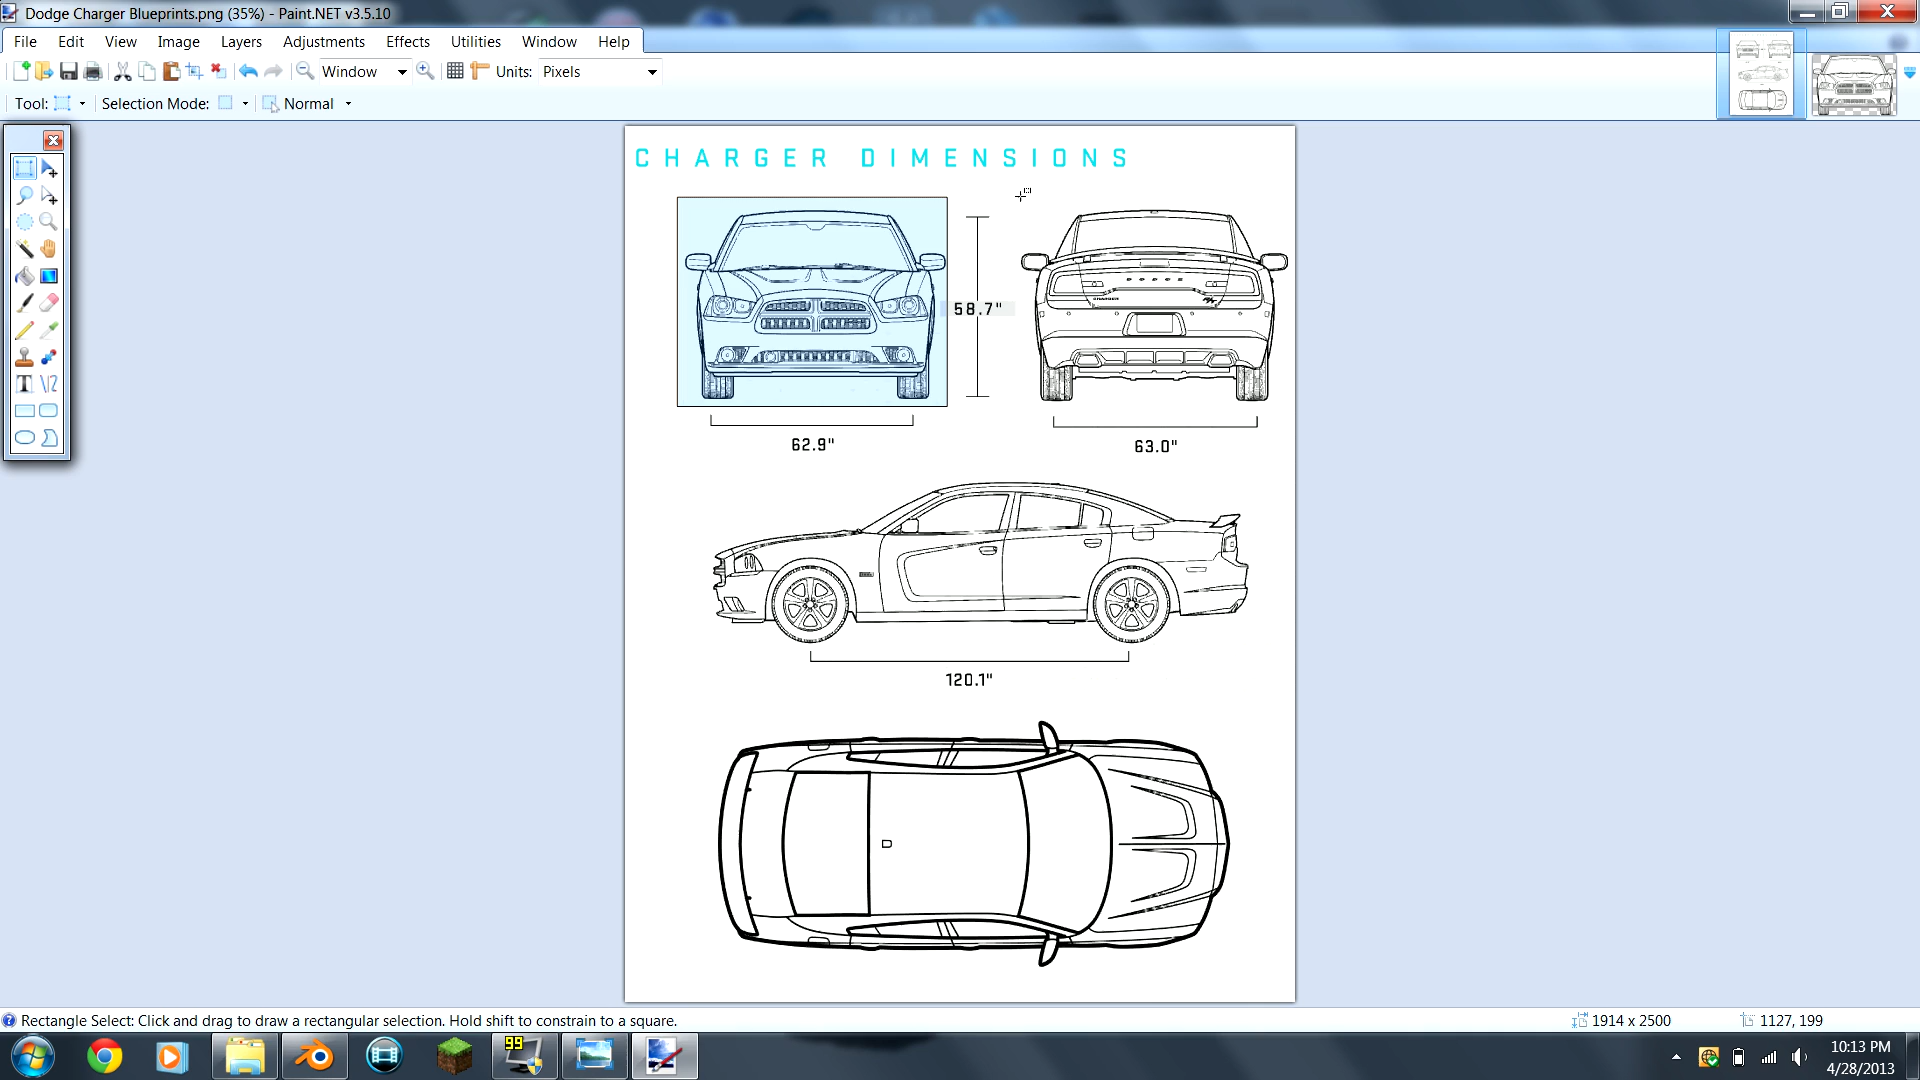 Dodge Charger Blueprints.png (35%) - Paint.NET v3.5.10
File Edit View Image Layers Adjustments Effects Utilities Window Help
Window Units: Pixels
Tool: Selection Mode: Normal
CHARGER DIMENSIONS
58.7"
DODGE
CHARGER
R/T
62.9"
63.0"
120.1"
Rectangle Select: Click and drag to draw a rectangular selection. Hold shift to constrain to a square.
1914 x 2500
1127, 199
99
10:13 PM
4/28/2013